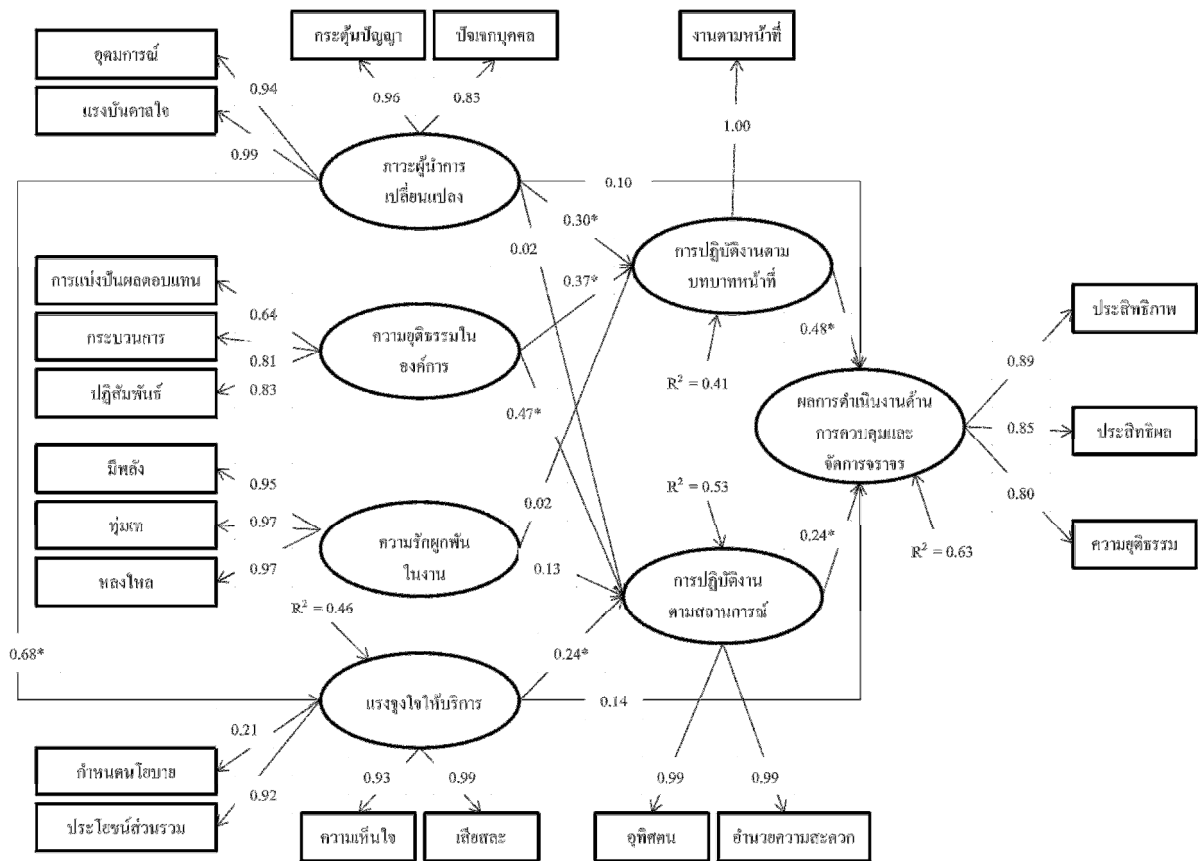 กระตุ้นปัญญา
ปัจเจกบุคคล
งานตามหน้าที่
อุดมการณ์
แรงบันดาลใจ
0.94
0.96
0.83
0.99
1.00
ภาวะผู้นำการ
เปลี่ยนแปลง
0.10
0.30*
0.02
การปฏิบัติงานตาม
บทบาทหน้าที่
การแบ่งปันผลตอบแทน
กระบวนการ
ปฏิสัมพันธ์
0.64
0.81
0.83
ความยุติธรรมใน
องค์การ
0.37*
0.47*
R² = 0.41
0.48*
ประสิทธิภาพ
ประสิทธิผล
ความยุติธรรม
0.89
0.85
0.80
ผลการดำเนินงานด้าน
การควบคุมและ
จัดการจราจร
R² = 0.63
มีพลัง
ทุ่มเท
หลงใหล
0.95
0.97
0.97
ความรักผูกพัน
ในงาน
0.02
0.13
R² = 0.53
การปฏิบัติงาน
ตามสถานการณ์
0.24*
R² = 0.46
0.68*
แรงจูงใจให้บริการ
0.24*
0.14
0.21
0.92
กำหนดนโยบาย
ประโยชน์ส่วนรวม
0.93
0.99
ความเห็นใจ
เสียสละ
0.99
0.99
อุทิศตน
อำนวยความสะดวก